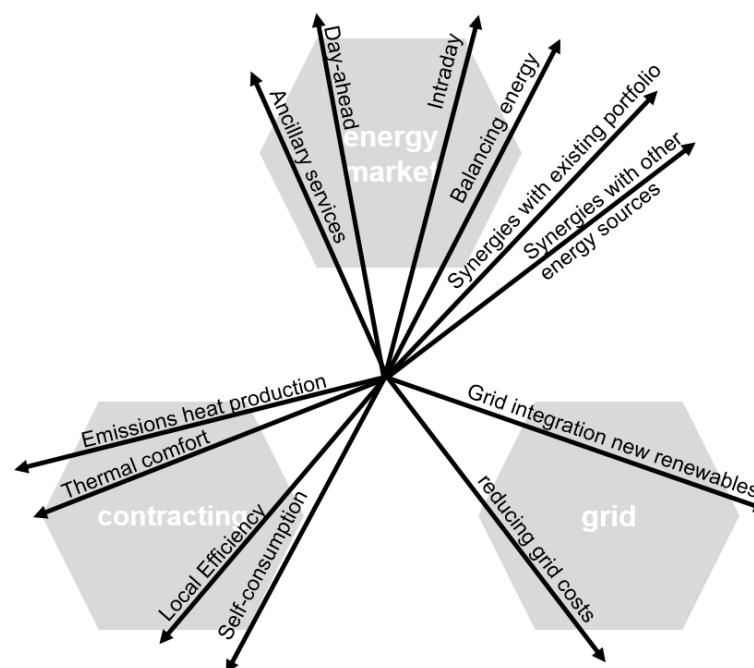 Day-ahead
Ancillary services
Intraday
Balancing energy
energy
market
Synergies with existing portfolio
Synergies with other
energy sources
Emissions heat production
Thermal comfort
contracting
Local Efficiency
Self-consumption
Grid integration new renewables
reducing grid costs
grid